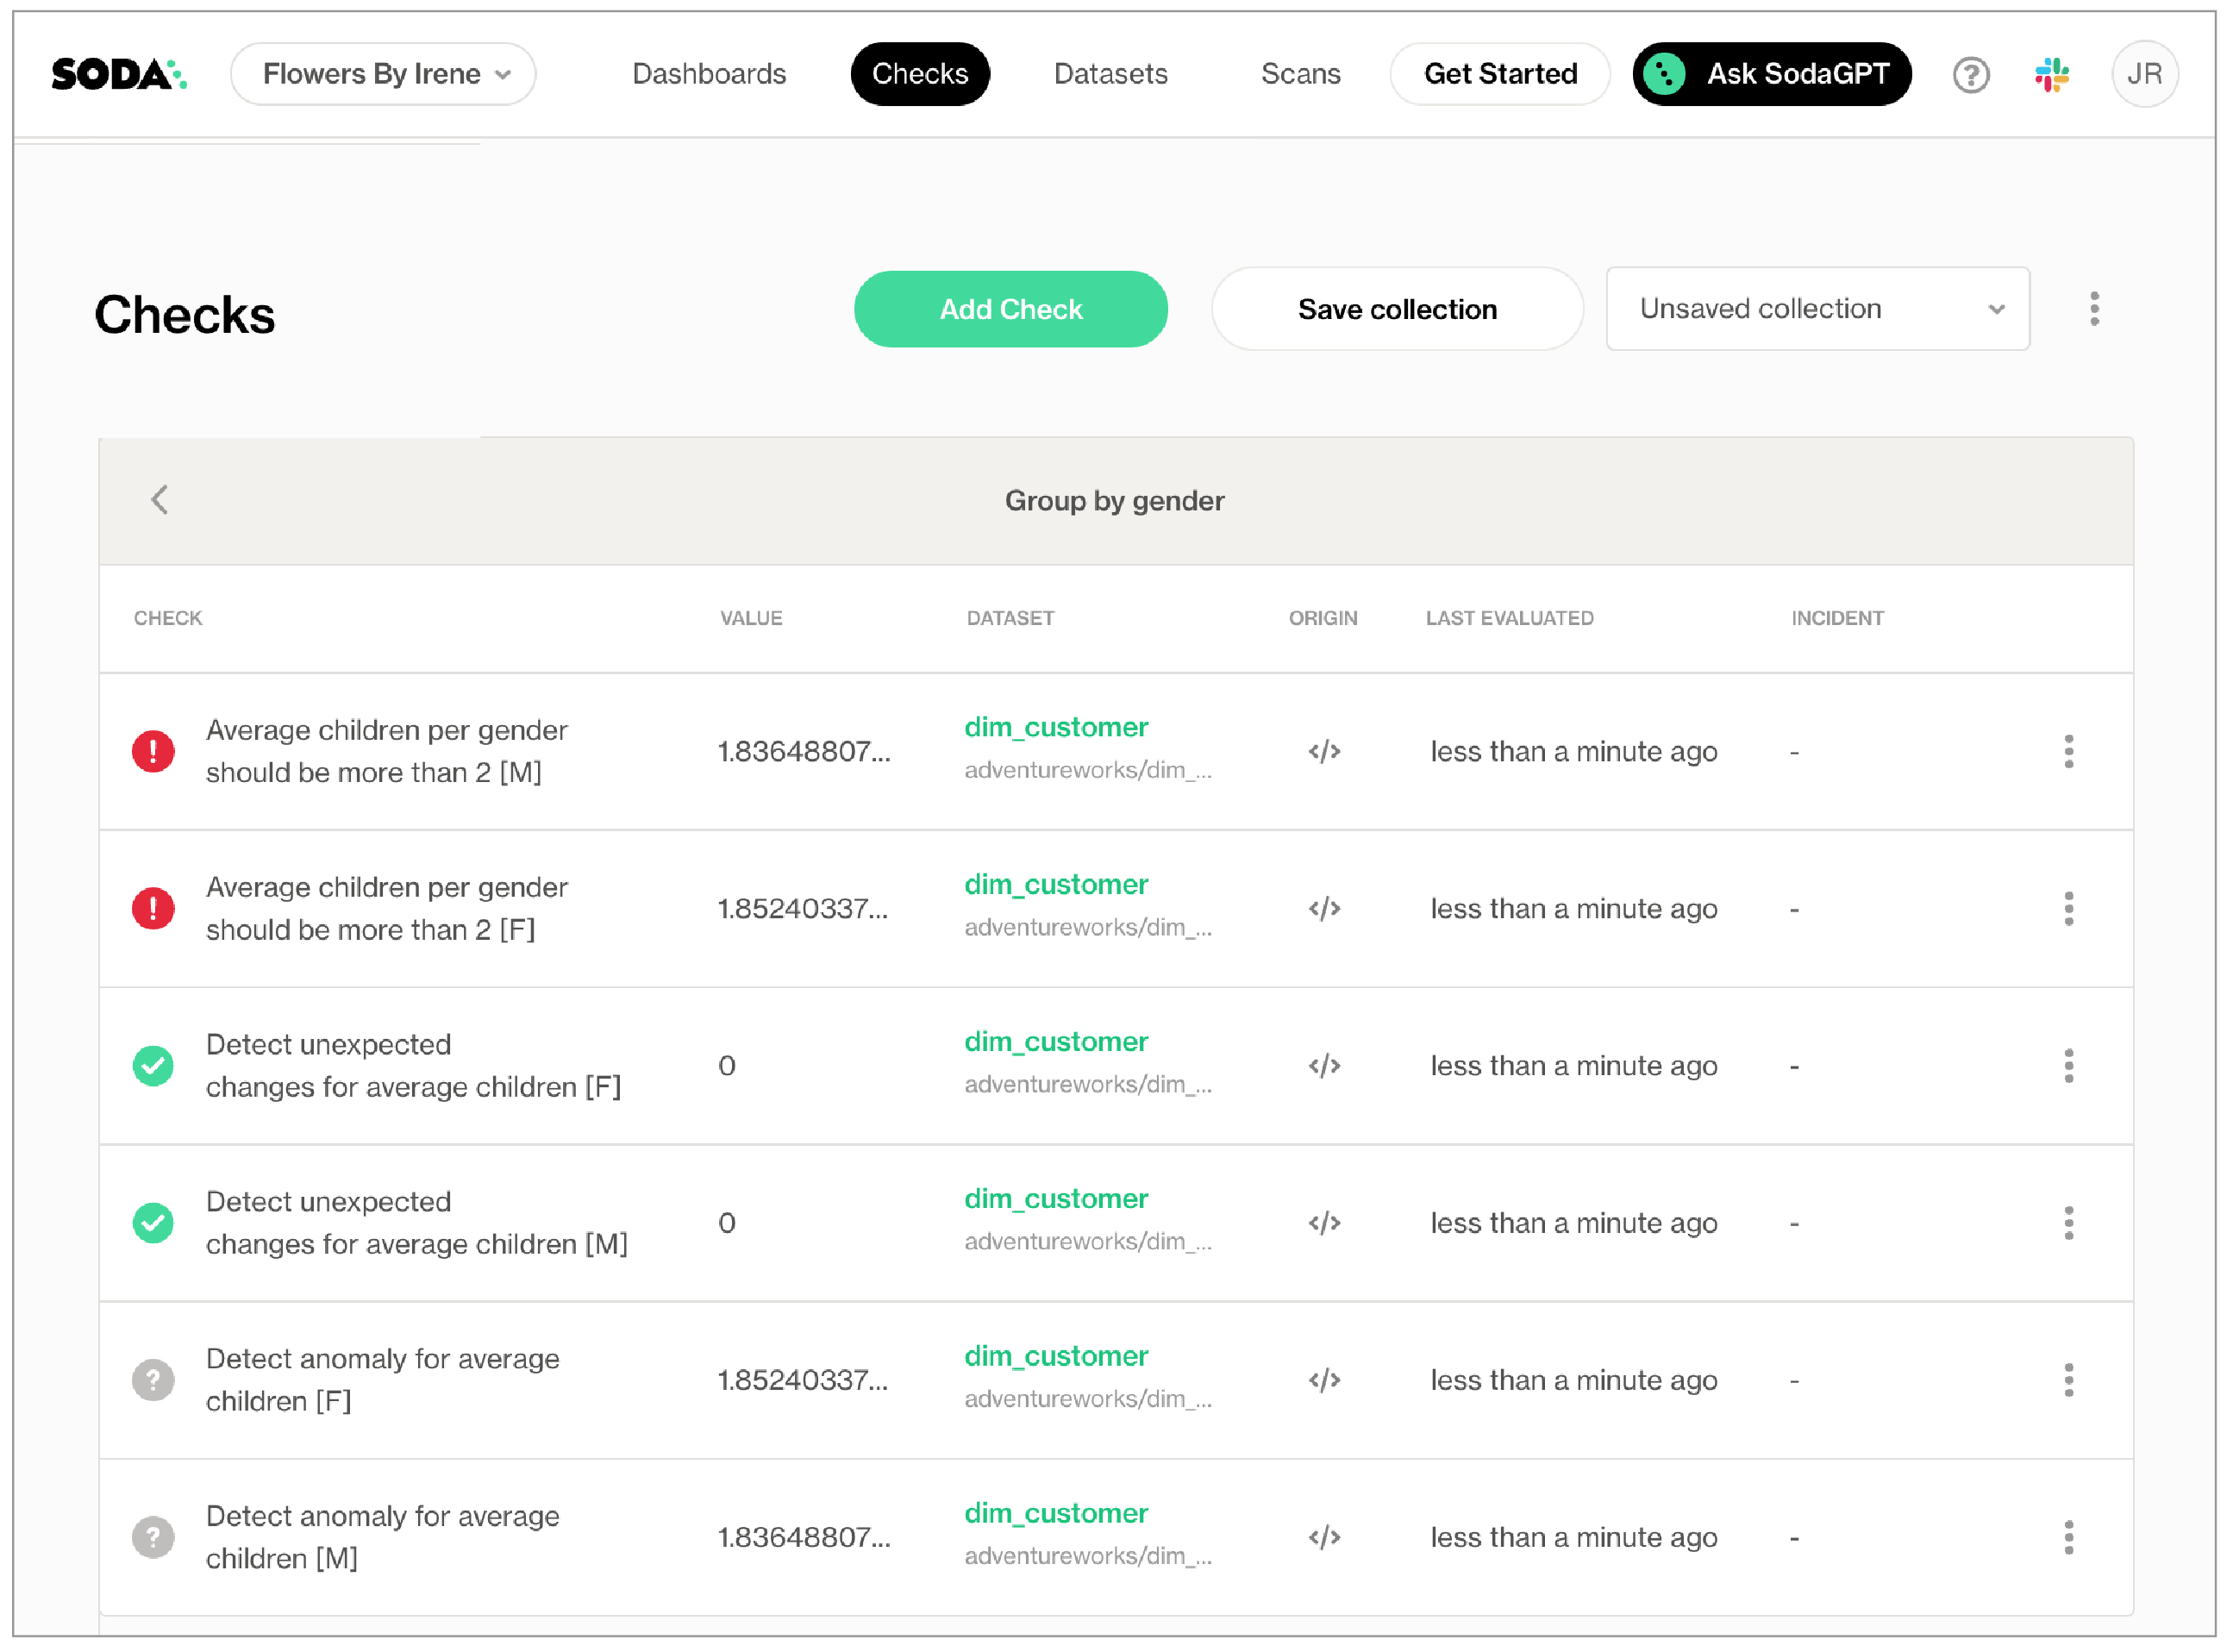 SODA
Flowers By Irene
Dashboards
Checks
Datasets
Scans
Get Started
Ask SodaGPT
?
JR
Checks
Add Check
Save collection
Unsaved collection
Group by gender
CHECK VALUE DATASET ORIGIN LAST EVALUATED INCIDENT
! Average children per gender
should be more than 2 [M]
1.83648807...
dim_customer
adventureworks/dim_...
</>
less than a minute ago
-
! Average children per gender
should be more than 2 [F]
1.85240337...
dim_customer
adventureworks/dim_...
</>
less than a minute ago
-
Detect unexpected
changes for average children [F]
0
dim_customer
adventureworks/dim_...
</>
less than a minute ago
-
Detect unexpected
changes for average children [M]
0
dim_customer
adventureworks/dim_...
</>
less than a minute ago
-
? Detect anomaly for average
children [F]
1.85240337...
dim_customer
adventureworks/dim_...
</>
less than a minute ago
-
? Detect anomaly for average
children [M]
1.83648807...
dim_customer
adventureworks/dim_...
</>
less than a minute ago
-